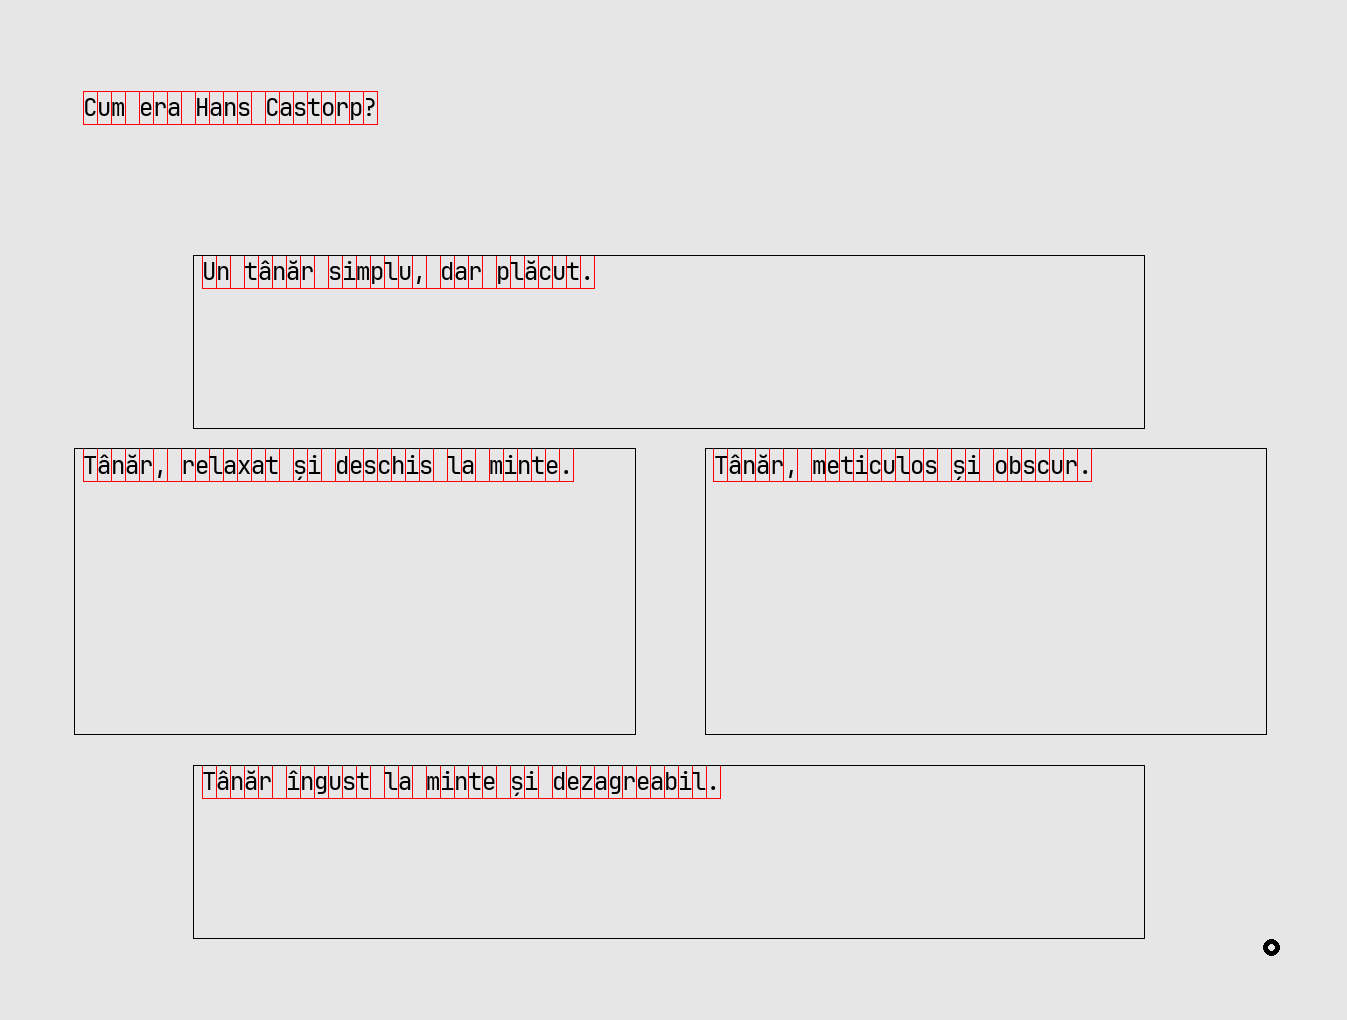 Cum era Hans Castorp?
Un tânăr simplu, dar plăcut.
Tânăr, relaxat și deschis la minte.
Tânăr, meticulos și obscur.
Tânăr îngust la minte și dezagreabil.